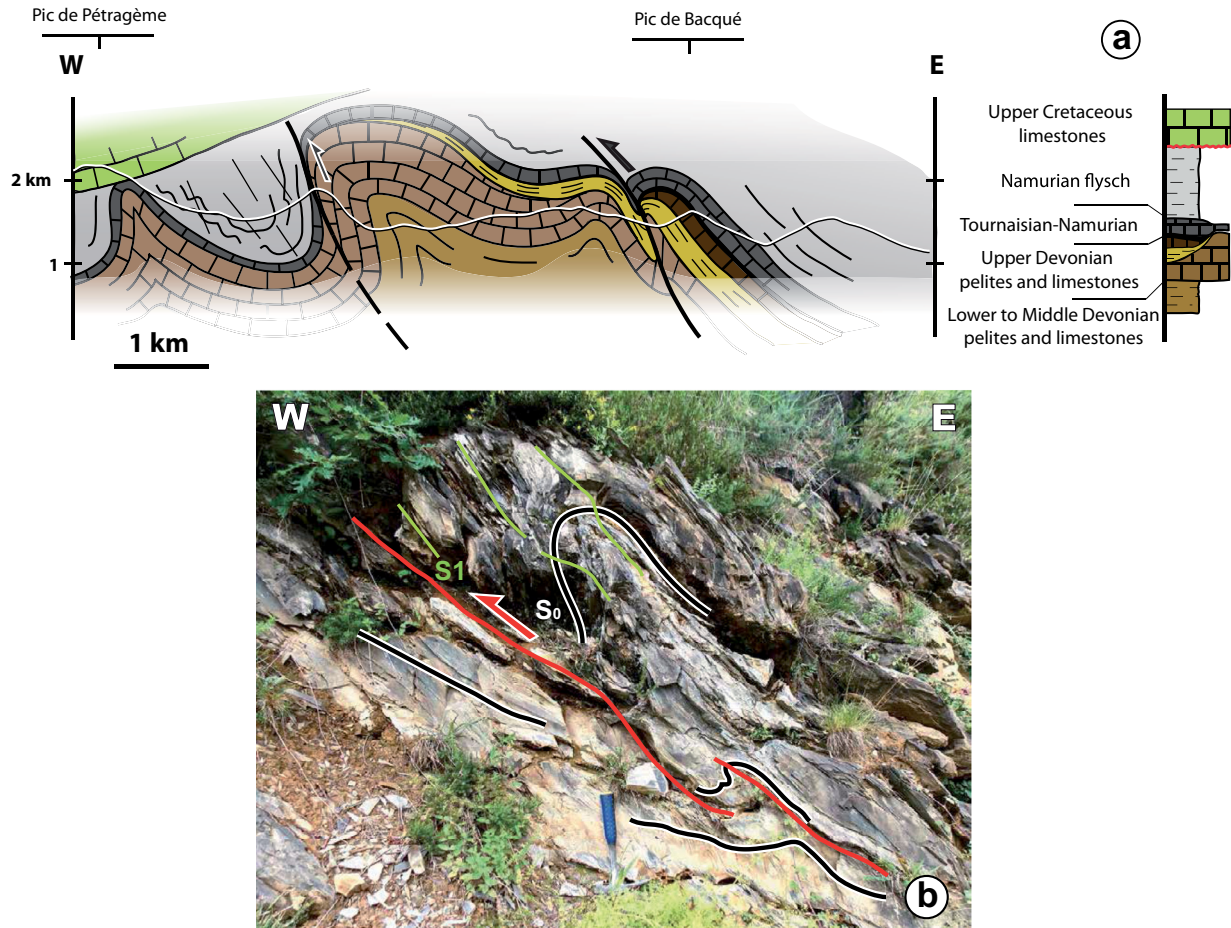 Pic de Pétragème
Pic de Bacqué
a
W
E
2 km
1
1 km
Upper Cretaceous
limestones
Namurian flysch
Tournaisian-Namurian
Upper Devonian
pelites and limestones
Lower to Middle Devonian
pelites and limestones
W
E
S1
S0
b